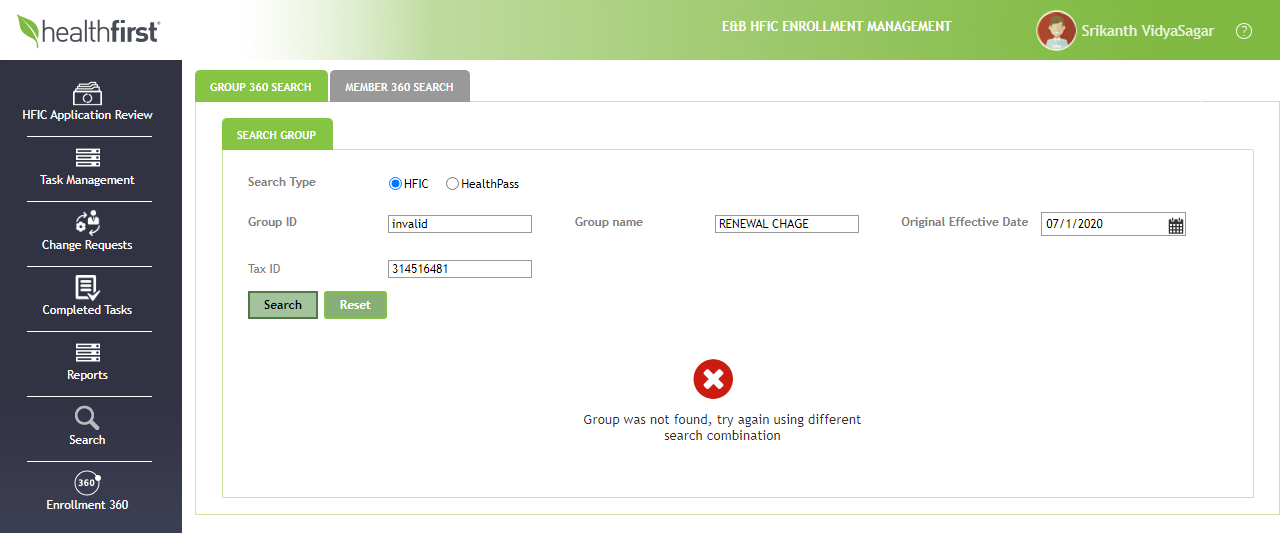 healthfirst
E&B HFIC ENROLLMENT MANAGEMENT
Srikanth VidyaSagar
?
HFIC Application Review
Task Management
Change Requests
Completed Tasks
Reports
Search
360
Enrollment 360
GROUP 360 SEARCH
MEMBER 360 SEARCH
SEARCH GROUP
Search Type
HFIC
HealthPass
Group ID
invalid
Group name
RENEWAL CHAGE
Original Effective Date
07/1/2020
Tax ID
314516481
Search
Reset
Group was not found, try again using different
search combination